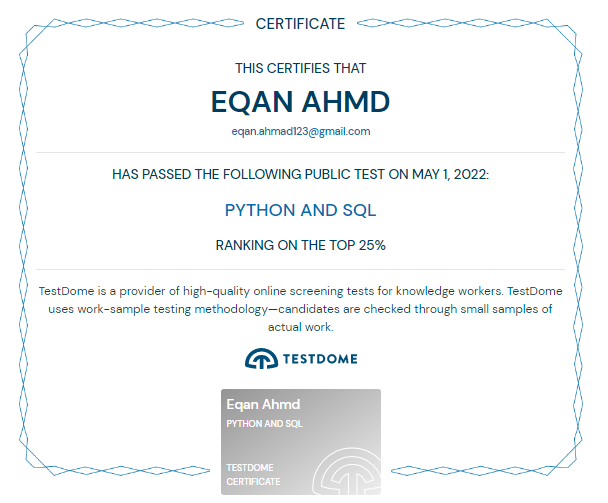 CERTIFICATE
THIS CERTIFIES THAT
EQAN AHMD
eqan.ahmad123@gmail.com
HAS PASSED THE FOLLOWING PUBLIC TEST ON MAY 1, 2022:
PYTHON AND SQL
RANKING ON THE TOP 25%
TestDome is a provider of high-quality online screening tests for knowledge workers. TestDome
uses work-sample testing methodology—candidates are checked through small samples of
actual work.
TESTDOME
Eqan Ahmd
PYTHON AND SQL
TESTDOME
CERTIFICATE